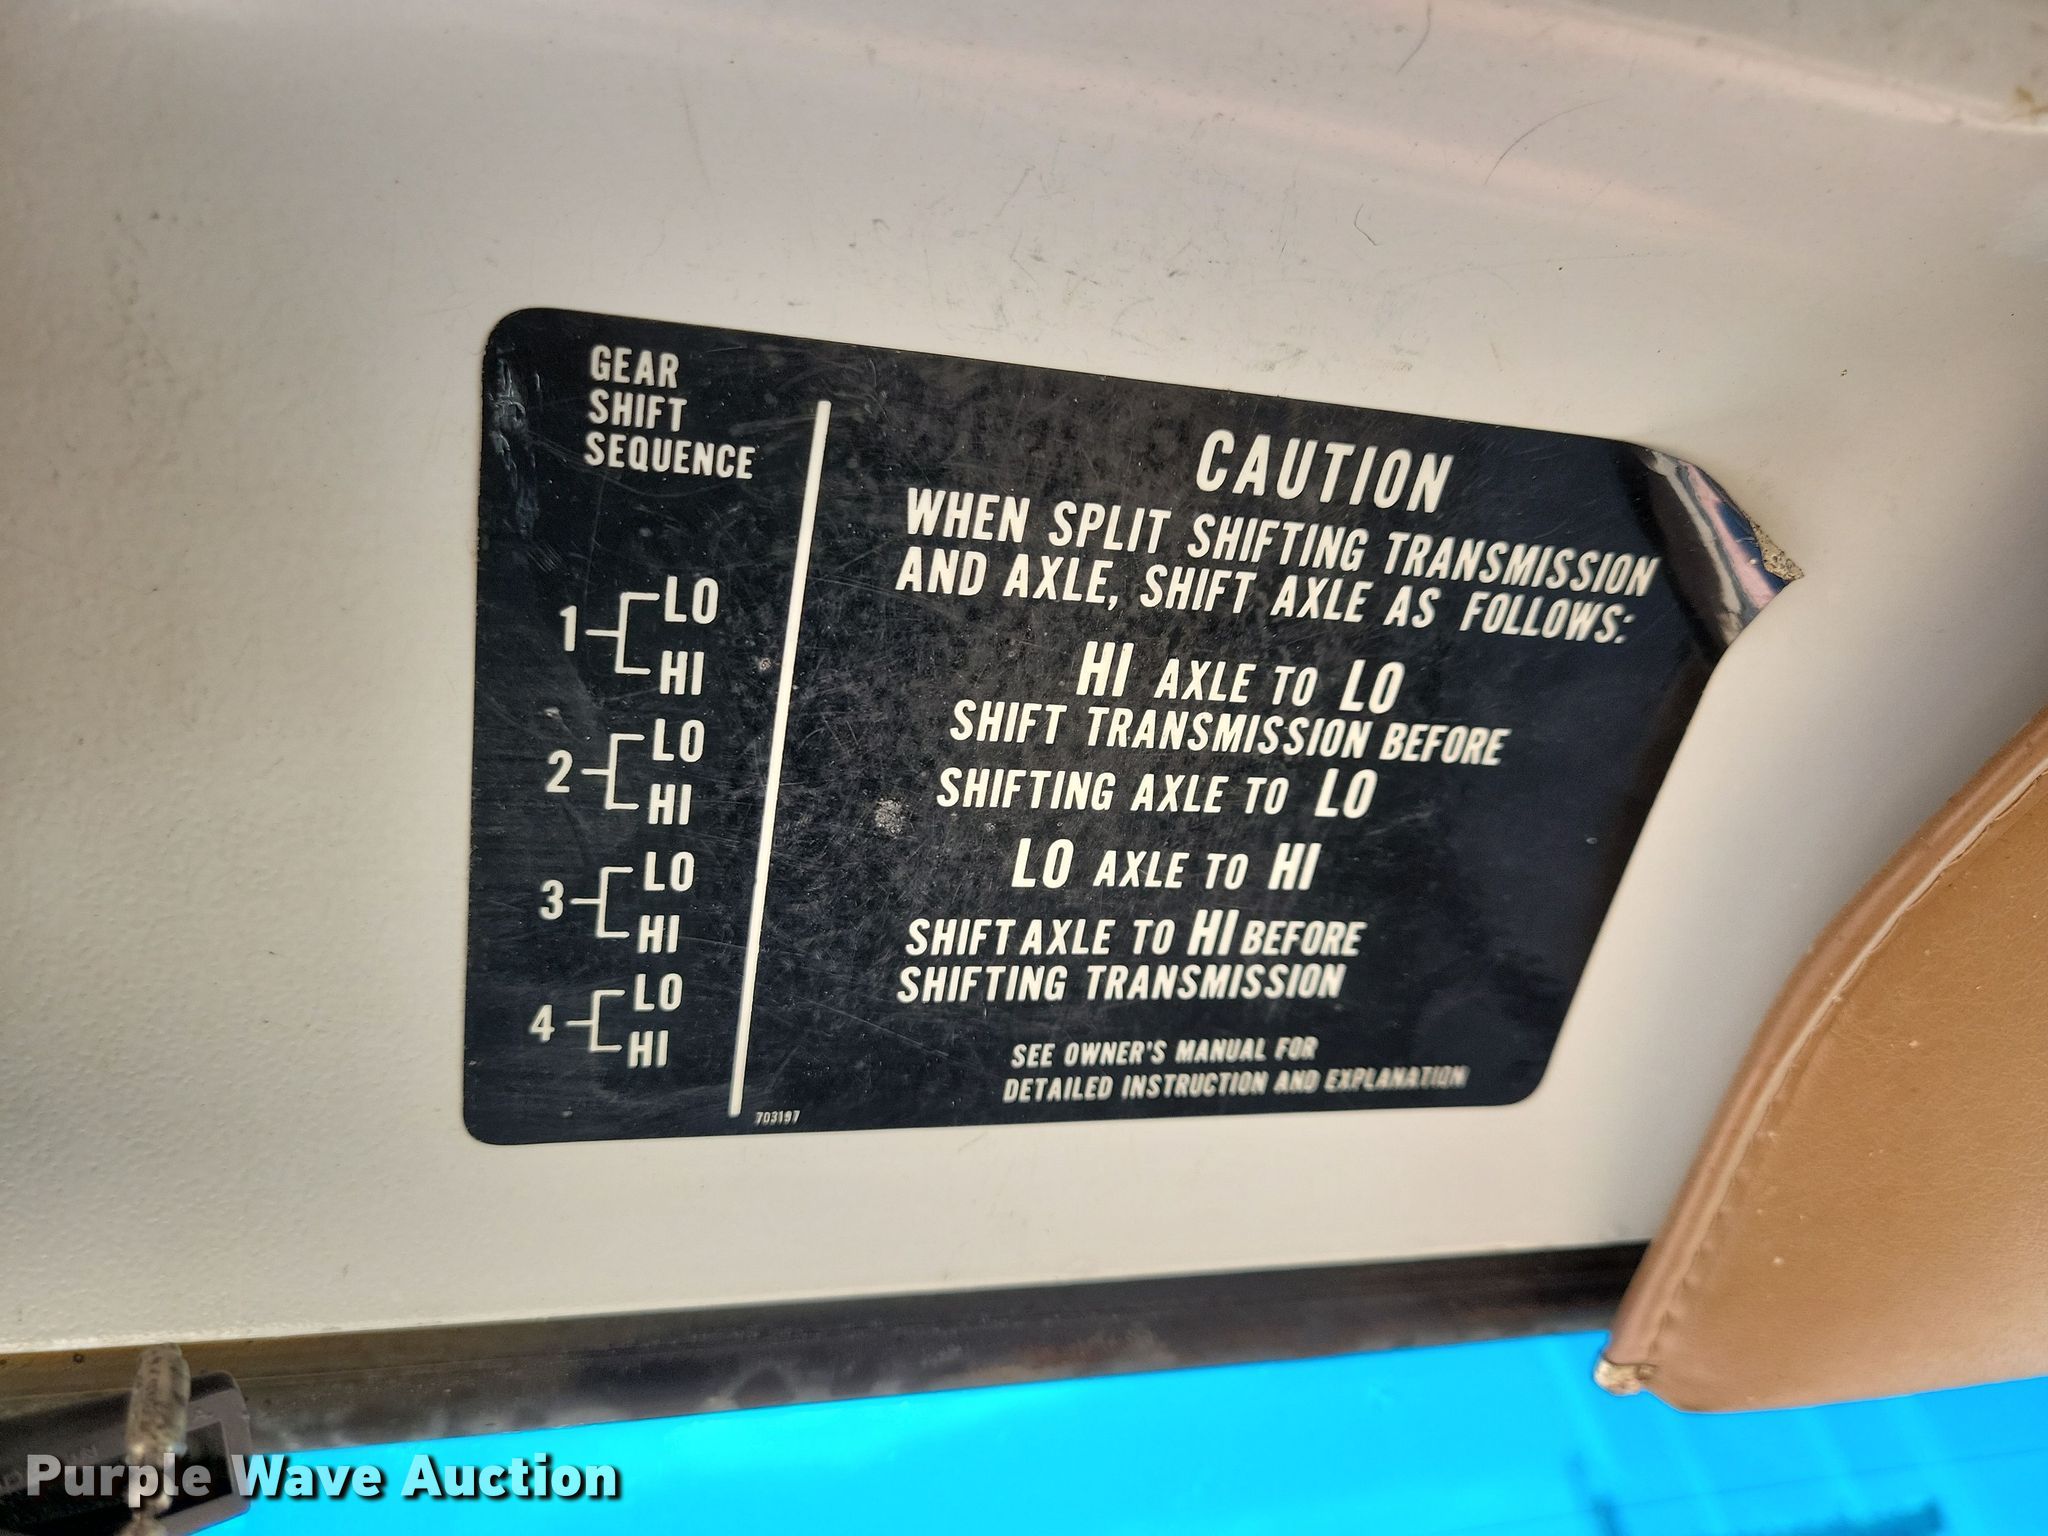 GEAR
SHIFT
SEQUENCE
1 LO
HI
2 LO
HI
3 LO
HI
4 LO
HI
CAUTION
WHEN SPLIT SHIFTING TRANSMISSION
AND AXLE, SHIFT AXLE AS FOLLOWS:
HI AXLE TO LO
SHIFT TRANSMISSION BEFORE
SHIFTING AXLE TO LO
LO AXLE TO HI
SHIFT AXLE TO HI BEFORE
SHIFTING TRANSMISSION
SEE OWNER'S MANUAL FOR
DETAILED INSTRUCTION AND EXPLANATION
703197
Purple Wave Auction